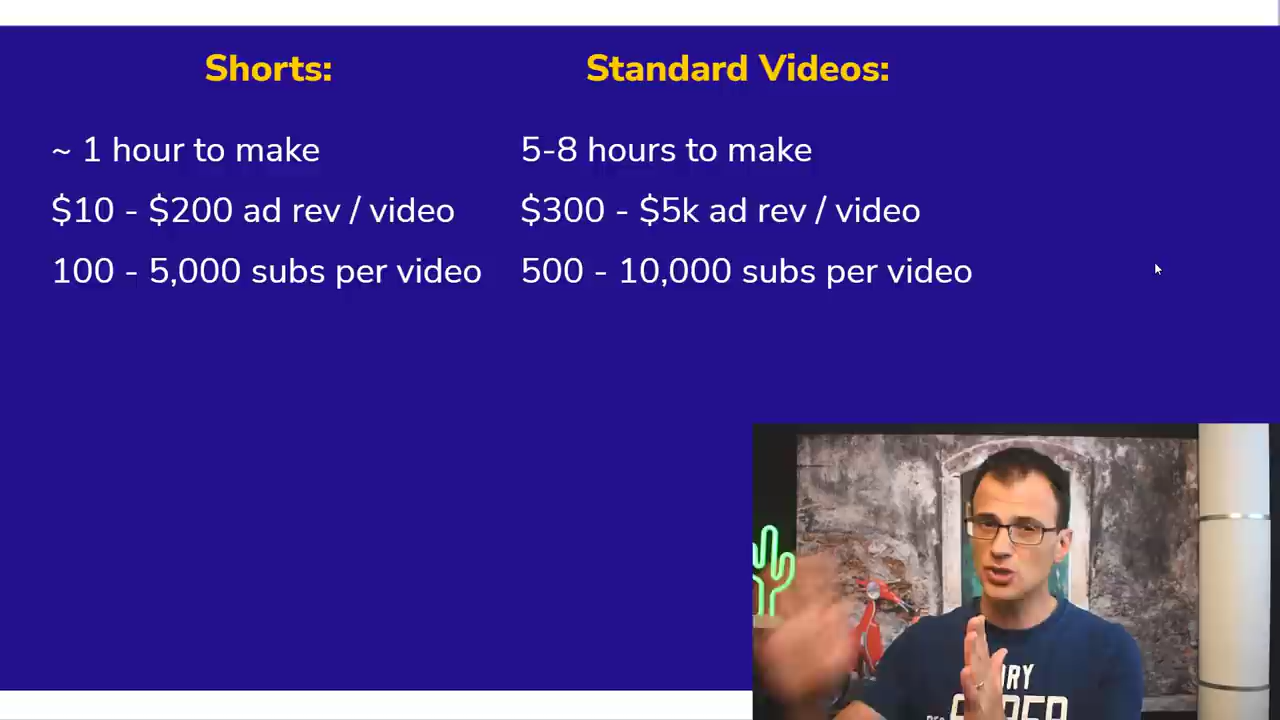 Shorts:
~ 1 hour to make
$10 - $200 ad rev / video
100 - 5,000 subs per video
Standard Videos:
5-8 hours to make
$300 - $5k ad rev / video
500 - 10,000 subs per video